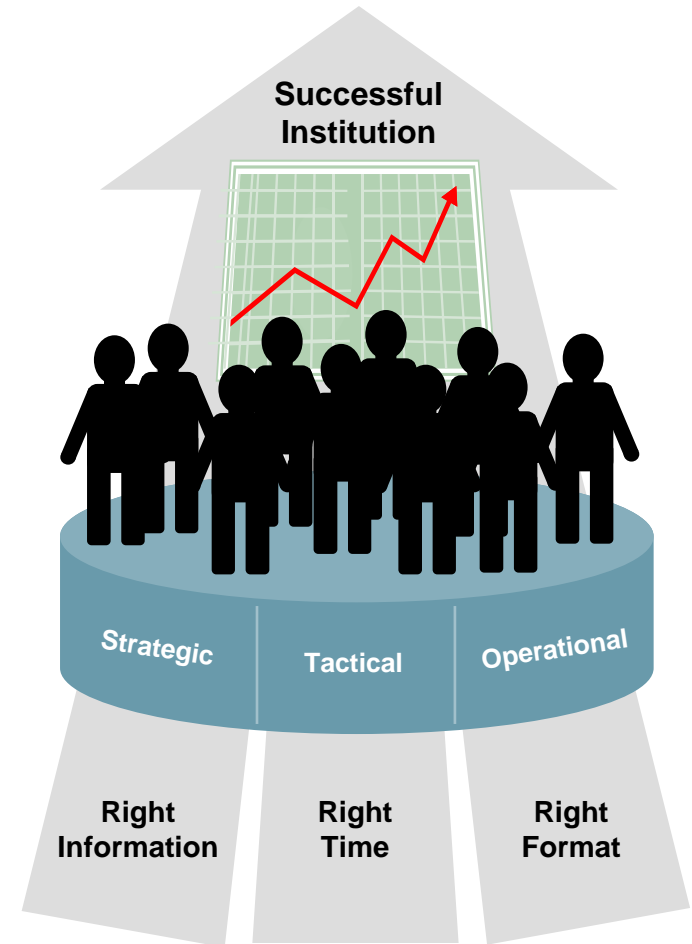 Successful
Institution
Strategic
Tactical
Operational
Right
Information
Right
Time
Right
Format